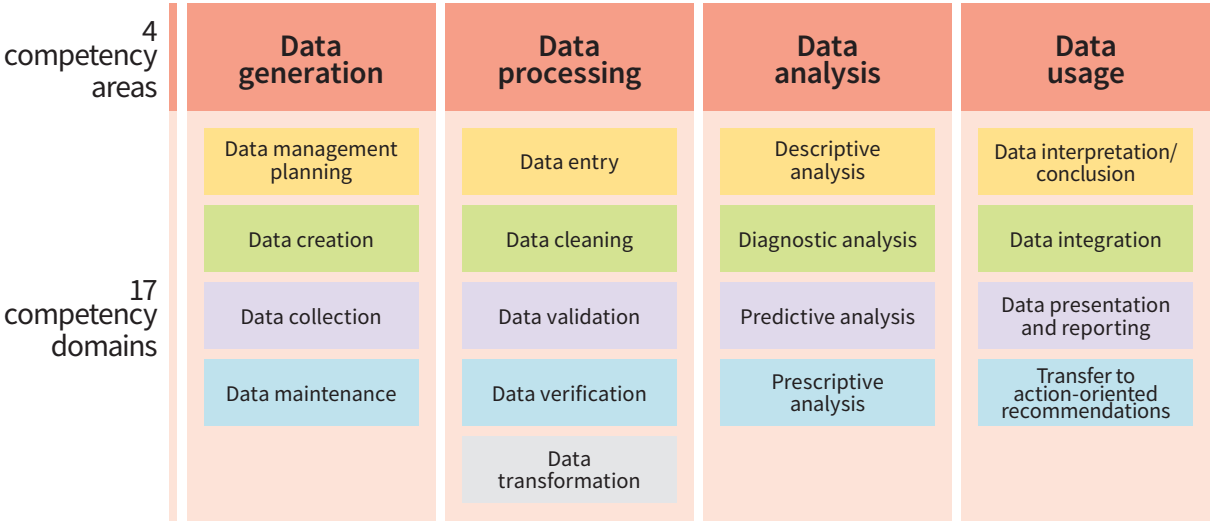 4
competency
areas
Data
generation
Data
processing
Data
analysis
Data
usage
17
competency
domains
Data management
planning
Data creation
Data collection
Data maintenance
Data entry
Data cleaning
Data validation
Data verification
Data
transformation
Descriptive
analysis
Diagnostic analysis
Predictive analysis
Prescriptive
analysis
Data interpretation/
conclusion
Data integration
Data presentation
and reporting
Transfer to
action-oriented
recommendations